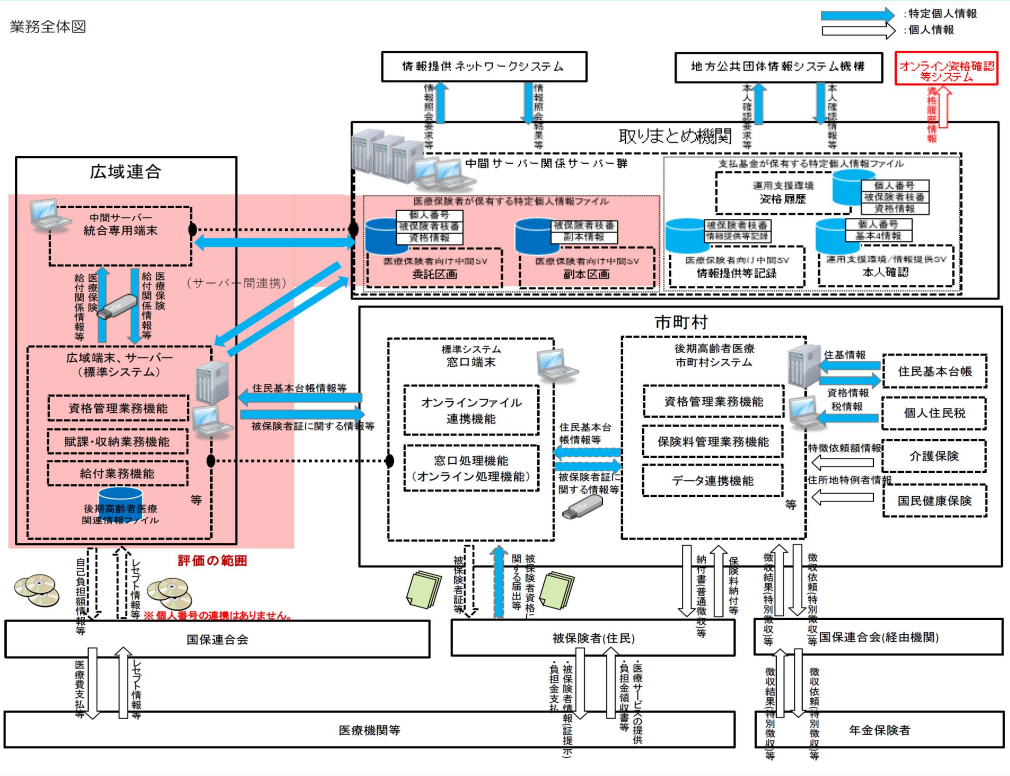 業務全体図
：特定個人情報
：個人情報
情報提供ネットワークシステム
地方公共団体情報システム機構
オンライン資格確認
等システム
情報照会要求等
情報照会結果等
本人確認要求等
本人確認情報等
資格履歴情報
取りまとめ機関
中間サーバー関係サーバー群
医療保険者が保有する特定個人情報ファイル
個人番号
被保険者枝番
資格情報
医療保険者向け中間SV
委託区画
被保険者枝番
副本情報
医療保険者向け中間SV
副本区画
支払基金が保有する特定個人情報ファイル
運用支援環境
資格履歴
個人番号
被保険者枝番
資格情報
被保険者枝番
情報提供等記録
医療保険者向け中間SV
情報提供等記録
個人番号
基本4情報
運用支援環境/情報提供SV
本人確認
広域連合
中間サーバー
統合専用端末
医療保険
給付関係情報等
医療保険
給付関係情報等
(サーバー間連携)
広域端末、サーバー
（標準システム）
資格管理業務機能
賦課・収納業務機能
給付業務機能
等
後期高齢者医療
関連情報ファイル
評価の範囲
住民基本台帳情報等
被保険者証に関する情報等
市町村
標準システム
窓口端末
オンラインファイル
連携機能
窓口処理機能
（オンライン処理機能）
住民基本台
帳情報等
被保険者証に
関する情報等
後期高齢者医療
市町村システム
資格管理業務機能
保険料管理業務機能
データ連携機能
等
住基情報
資格情報
税情報
特徴依頼額情報
住所地特例者情報
住民基本台帳
個人住民税
介護保険
国民健康保険
自己負担額情報等
レセプト情報等
※個人番号の連携はありません。
被保険者証等
被保険者資格に
関する届出等
納付書(普通徴収)等
保険料納付等
徴収結果(特別徴収)等
徴収依頼(特別徴収)等
国保連合会
被保険者(住民)
国保連合会(経由機関)
医療費支払等
レセプト情報等
・被保険者情報(証提示)
・負担金支払
・医療サービスの提供
・負担金領収書等
徴収結果(特別徴収)等
徴収依頼(特別徴収)等
医療機関等
年金保険者